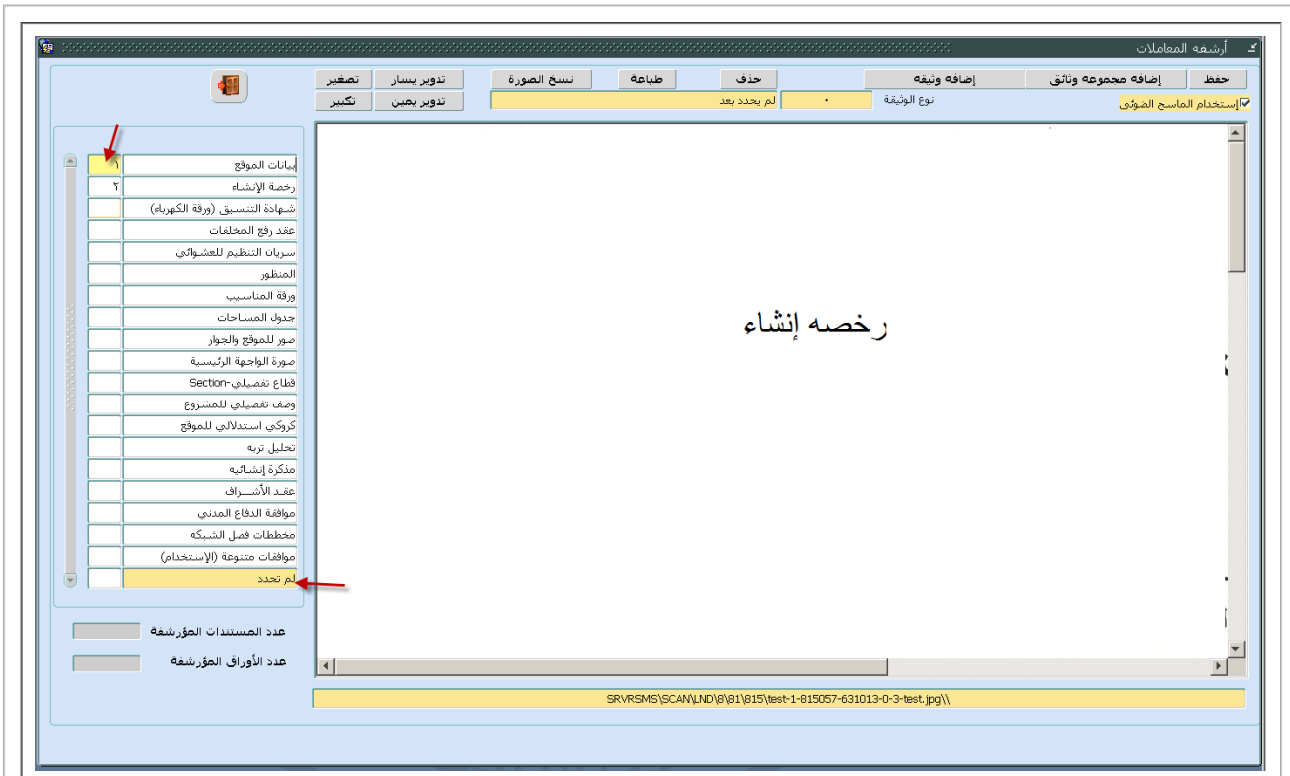 أرشفه المعاملات
حفظ إضافه مجموعه وثائق إضافه وثيقه حذف طباعة نسخ الصورة تدوير يسار تصغير
إستخدام الماسح الضوئى نوع الوثيقة ٠ لم يحدد بعد تدوير يمين تكبير
بيانات الموقع ١
رخصة الإنشاء ٢
شهادة التنسيق (ورقة الكهرباء)
عقد رفع المخلفات
سريان التنظيم للعشوائي
المنظور
ورقة المناسيب
جدول المساحات
صور للموقع والجوار
صورة الواجهة الرئيسية
قطاع تفصيلي-Section
وصف تفصيلي للمشروع
كروكي استدلالي للموقع
تحليل تربه
مذكرة إنشائيه
عقد الأشـــراف
موافقة الدفاع المدني
مخططات فصل الشبكه
موافقات متنوعة (الإستخدام)
لم تحدد
رخصه إنشاء
عدد المستندات المؤرشفة
عدد الأوراق المؤرشفة
SRVRSMS\SCAN\LND\8\81\815\test-1-815057-631013-0-3-test.jpg\\